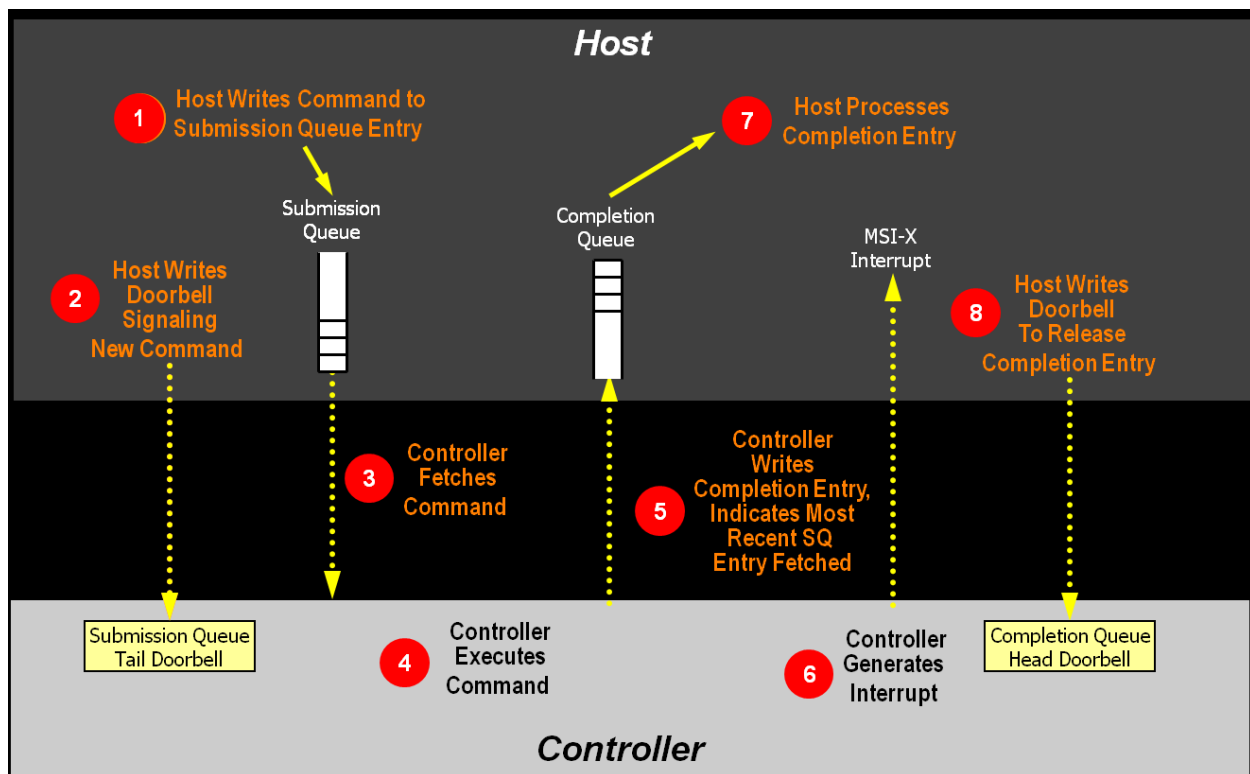 Host
1
Host Writes Command to
Submission Queue Entry
7
Host Processes
Completion Entry
Submission
Queue
Completion
Queue
MSI-X
Interrupt
2
Host Writes
Doorbell
Signaling
New Command
8
Host Writes
Doorbell
To Release
Completion Entry
3
Controller
Fetches
Command
5
Controller
Writes
Completion Entry,
Indicates Most
Recent SQ
Entry Fetched
Submission Queue
Tail Doorbell
4
Controller
Executes
Command
6
Controller
Generates
Interrupt
Completion Queue
Head Doorbell
Controller